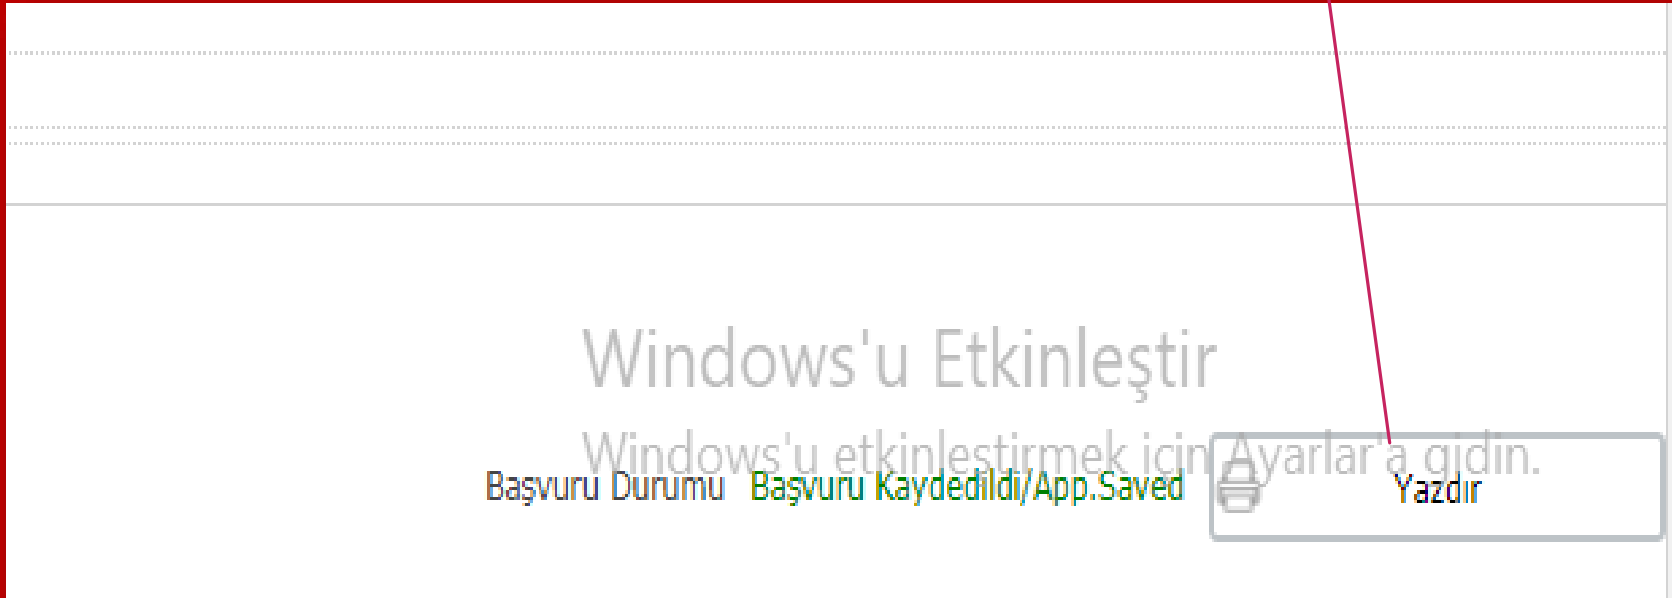 Windows'u Etkinleştir
Windows'u etkinleştirmek için Ayarlar'a gidin.
Başvuru Durumu Başvuru Kaydedildi/App.Saved Yazdır